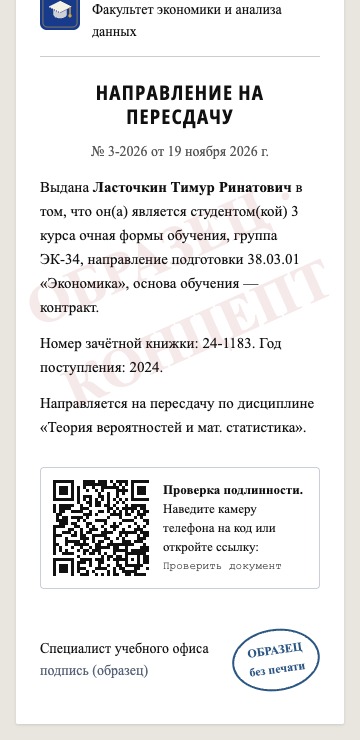 Факультет экономики и анализа
данных
НАПРАВЛЕНИЕ НА
ПЕРЕСДАЧУ
№ 3-2026 от 19 ноября 2026 г.
Выдана Ласточкин Тимур Ринатович в
том, что он(а) является студентом(кой) 3
курса очная формы обучения, группа
ЭК-34, направление подготовки 38.03.01
«Экономика», основа обучения —
контракт.
Номер зачётной книжки: 24-1183. Год
поступления: 2024.
Направляется на пересдачу по дисциплине
«Теория вероятностей и мат. статистика».
ОБРАЗЕЦ ·
КОНЦЕПТ
Проверка подлинности.
Наведите камеру
телефона на код или
откройте ссылку:
Проверить документ
Специалист учебного офиса
подпись (образец)
ОБРАЗЕЦ
без печати